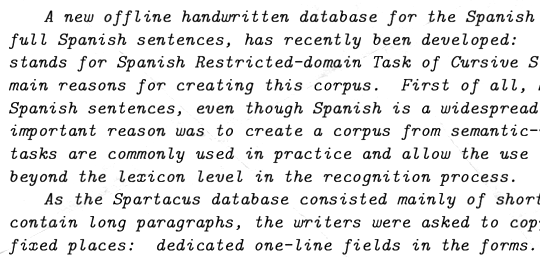 A new offline handwritten database for the Spanish
full Spanish sentences, has recently been developed:
stands for Spanish Restricted-domain Task of Cursive S
main reasons for creating this corpus. First of all,
Spanish sentences, even though Spanish is a widespread
important reason was to create a corpus from semantic-
tasks are commonly used in practice and allow the use
beyond the lexicon level in the recognition process.
As the Spartacus database consisted mainly of short
contain long paragraphs, the writers were asked to cop
fixed places: dedicated one-line fields in the forms.